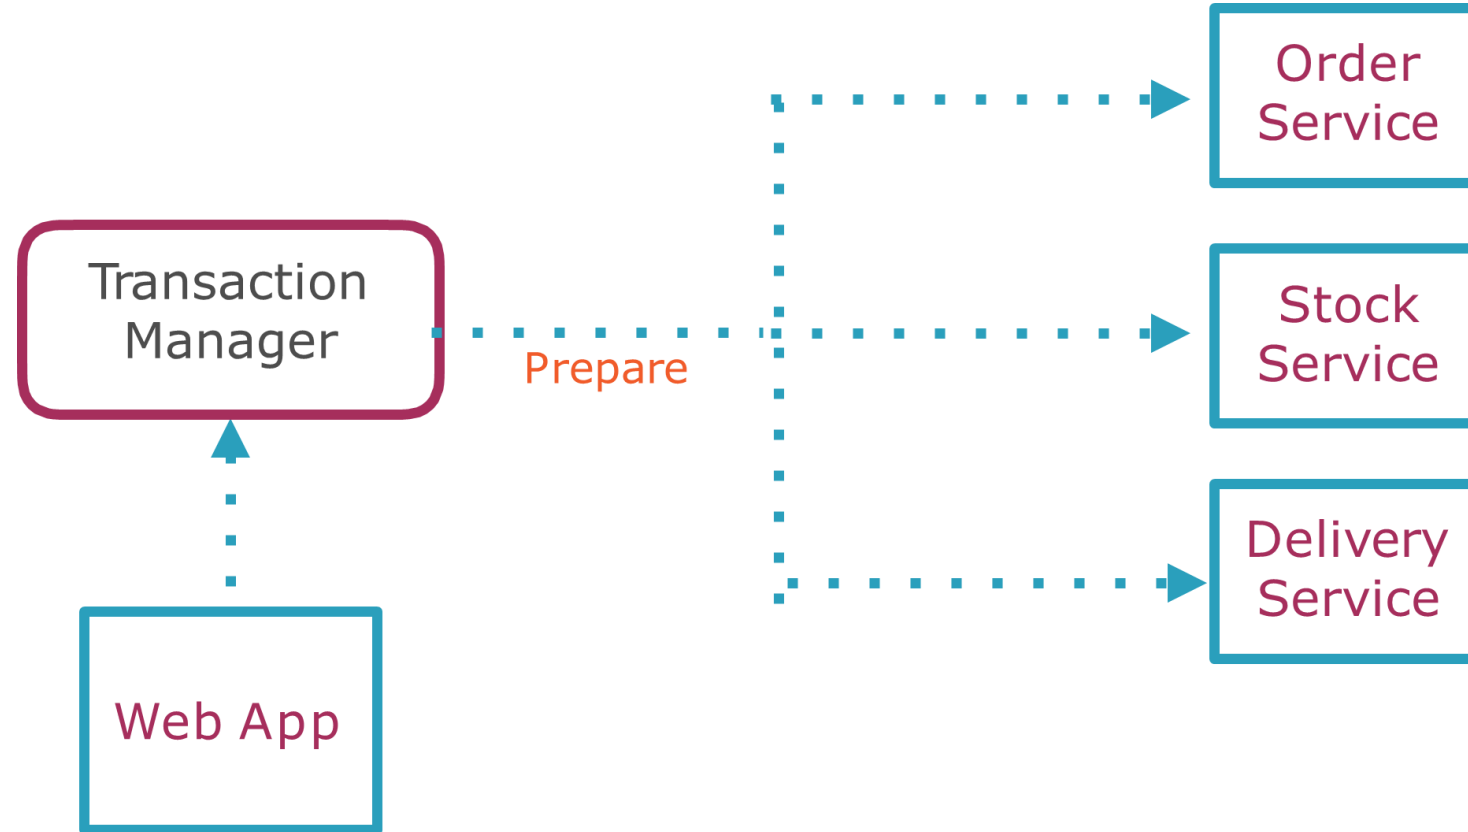 Order
Service
Transaction
Manager
Prepare
Stock
Service
Delivery
Service
Web App